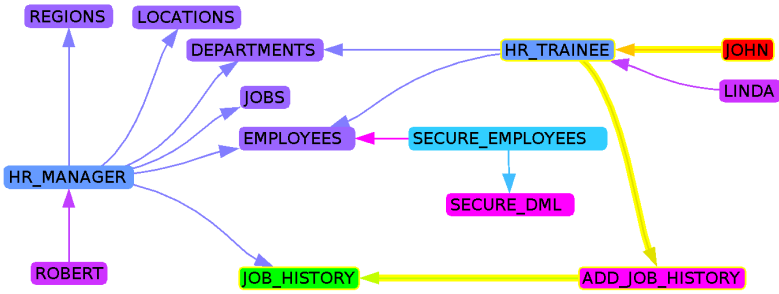 REGIONS
LOCATIONS
DEPARTMENTS
HR_TRAINEE
JOHN
JOBS
LINDA
EMPLOYEES
SECURE_EMPLOYEES
HR_MANAGER
SECURE_DML
ROBERT
JOB_HISTORY
ADD_JOB_HISTORY